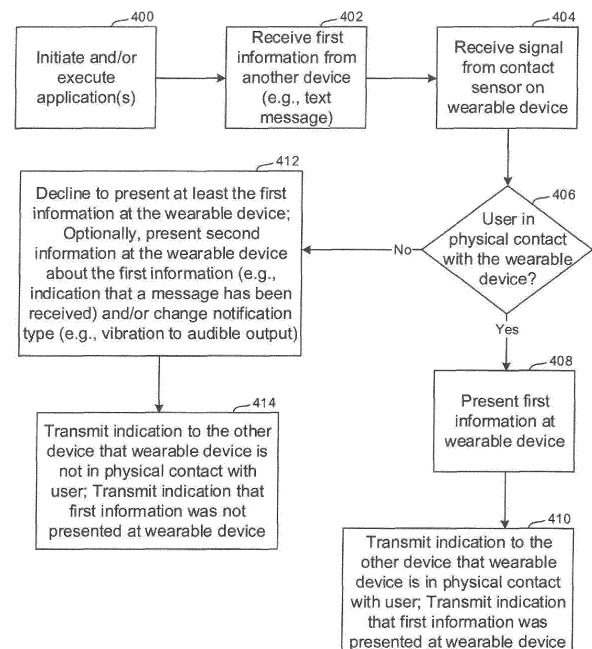 400
Initiate and/or
execute
application(s)
402
Receive first
information from
another device
(e.g., text
message)
404
Receive signal
from contact
sensor on
wearable device
406
User in
physical contact
with the wearable
device?
No
Yes
412
Decline to present at least the first
information at the wearable device;
Optionally, present second
information at the wearable device
about the first information (e.g.,
indication that a message has been
received) and/or change notification
type (e.g., vibration to audible output)
414
Transmit indication to the other
device that wearable device is
not in physical contact with
user; Transmit indication that
first information was not
presented at wearable device
408
Present first
information at
wearable device
410
Transmit indication to the
other device that wearable
device is in physical contact
with user; Transmit indication
that first information was
presented at wearable device